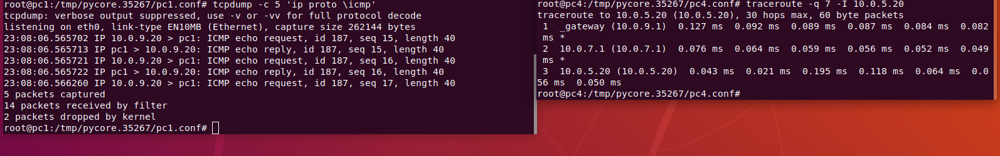 root@pc1:/tmp/pycore.35267/pc1.conf# tcpdump -c 5 'ip proto \icmp'
tcpdump: verbose output suppressed, use -v or -vv for full protocol decode
listening on eth0, link-type EN10MB (Ethernet), capture size 262144 bytes
23:08:06.565702 IP 10.0.9.20 > pc1: ICMP echo request, id 187, seq 15, length 40
23:08:06.565713 IP pc1 > 10.0.9.20: ICMP echo reply, id 187, seq 15, length 40
23:08:06.565721 IP 10.0.9.20 > pc1: ICMP echo request, id 187, seq 16, length 40
23:08:06.565722 IP pc1 > 10.0.9.20: ICMP echo reply, id 187, seq 16, length 40
23:08:06.566260 IP 10.0.9.20 > pc1: ICMP echo request, id 187, seq 17, length 40
5 packets captured
14 packets received by filter
2 packets dropped by kernel
root@pc1:/tmp/pycore.35267/pc1.conf#
root@pc4:/tmp/pycore.35267/pc4.conf# traceroute -q 7 -I 10.0.5.20
traceroute to 10.0.5.20 (10.0.5.20), 30 hops max, 60 byte packets
 1  _gateway (10.0.9.1)  0.127 ms  0.092 ms  0.089 ms  0.087 ms  0.084 ms  0.082
ms *
 2  10.0.7.1 (10.0.7.1)  0.076 ms  0.064 ms  0.059 ms  0.056 ms  0.052 ms  0.049
ms *
 3  10.0.5.20 (10.0.5.20)  0.043 ms  0.021 ms  0.195 ms  0.118 ms  0.064 ms  0.0
56 ms  0.050 ms
root@pc4:/tmp/pycore.35267/pc4.conf#